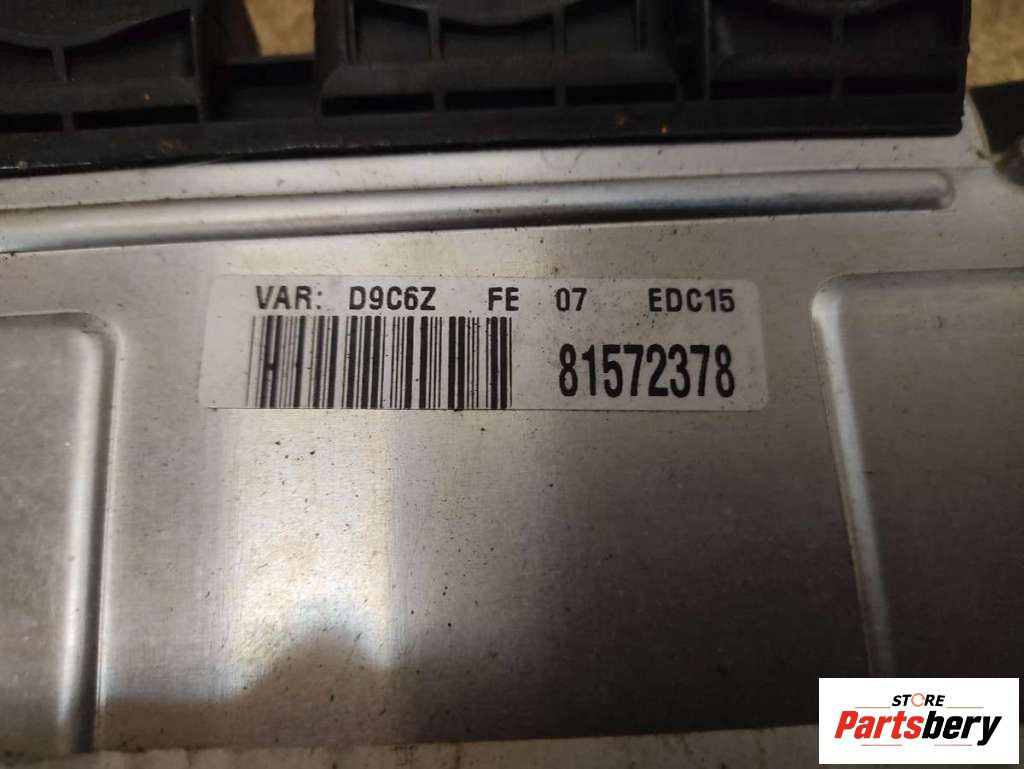 VAR: D9C6Z FE 07 EDC15
81572378
STORE
Partsbery